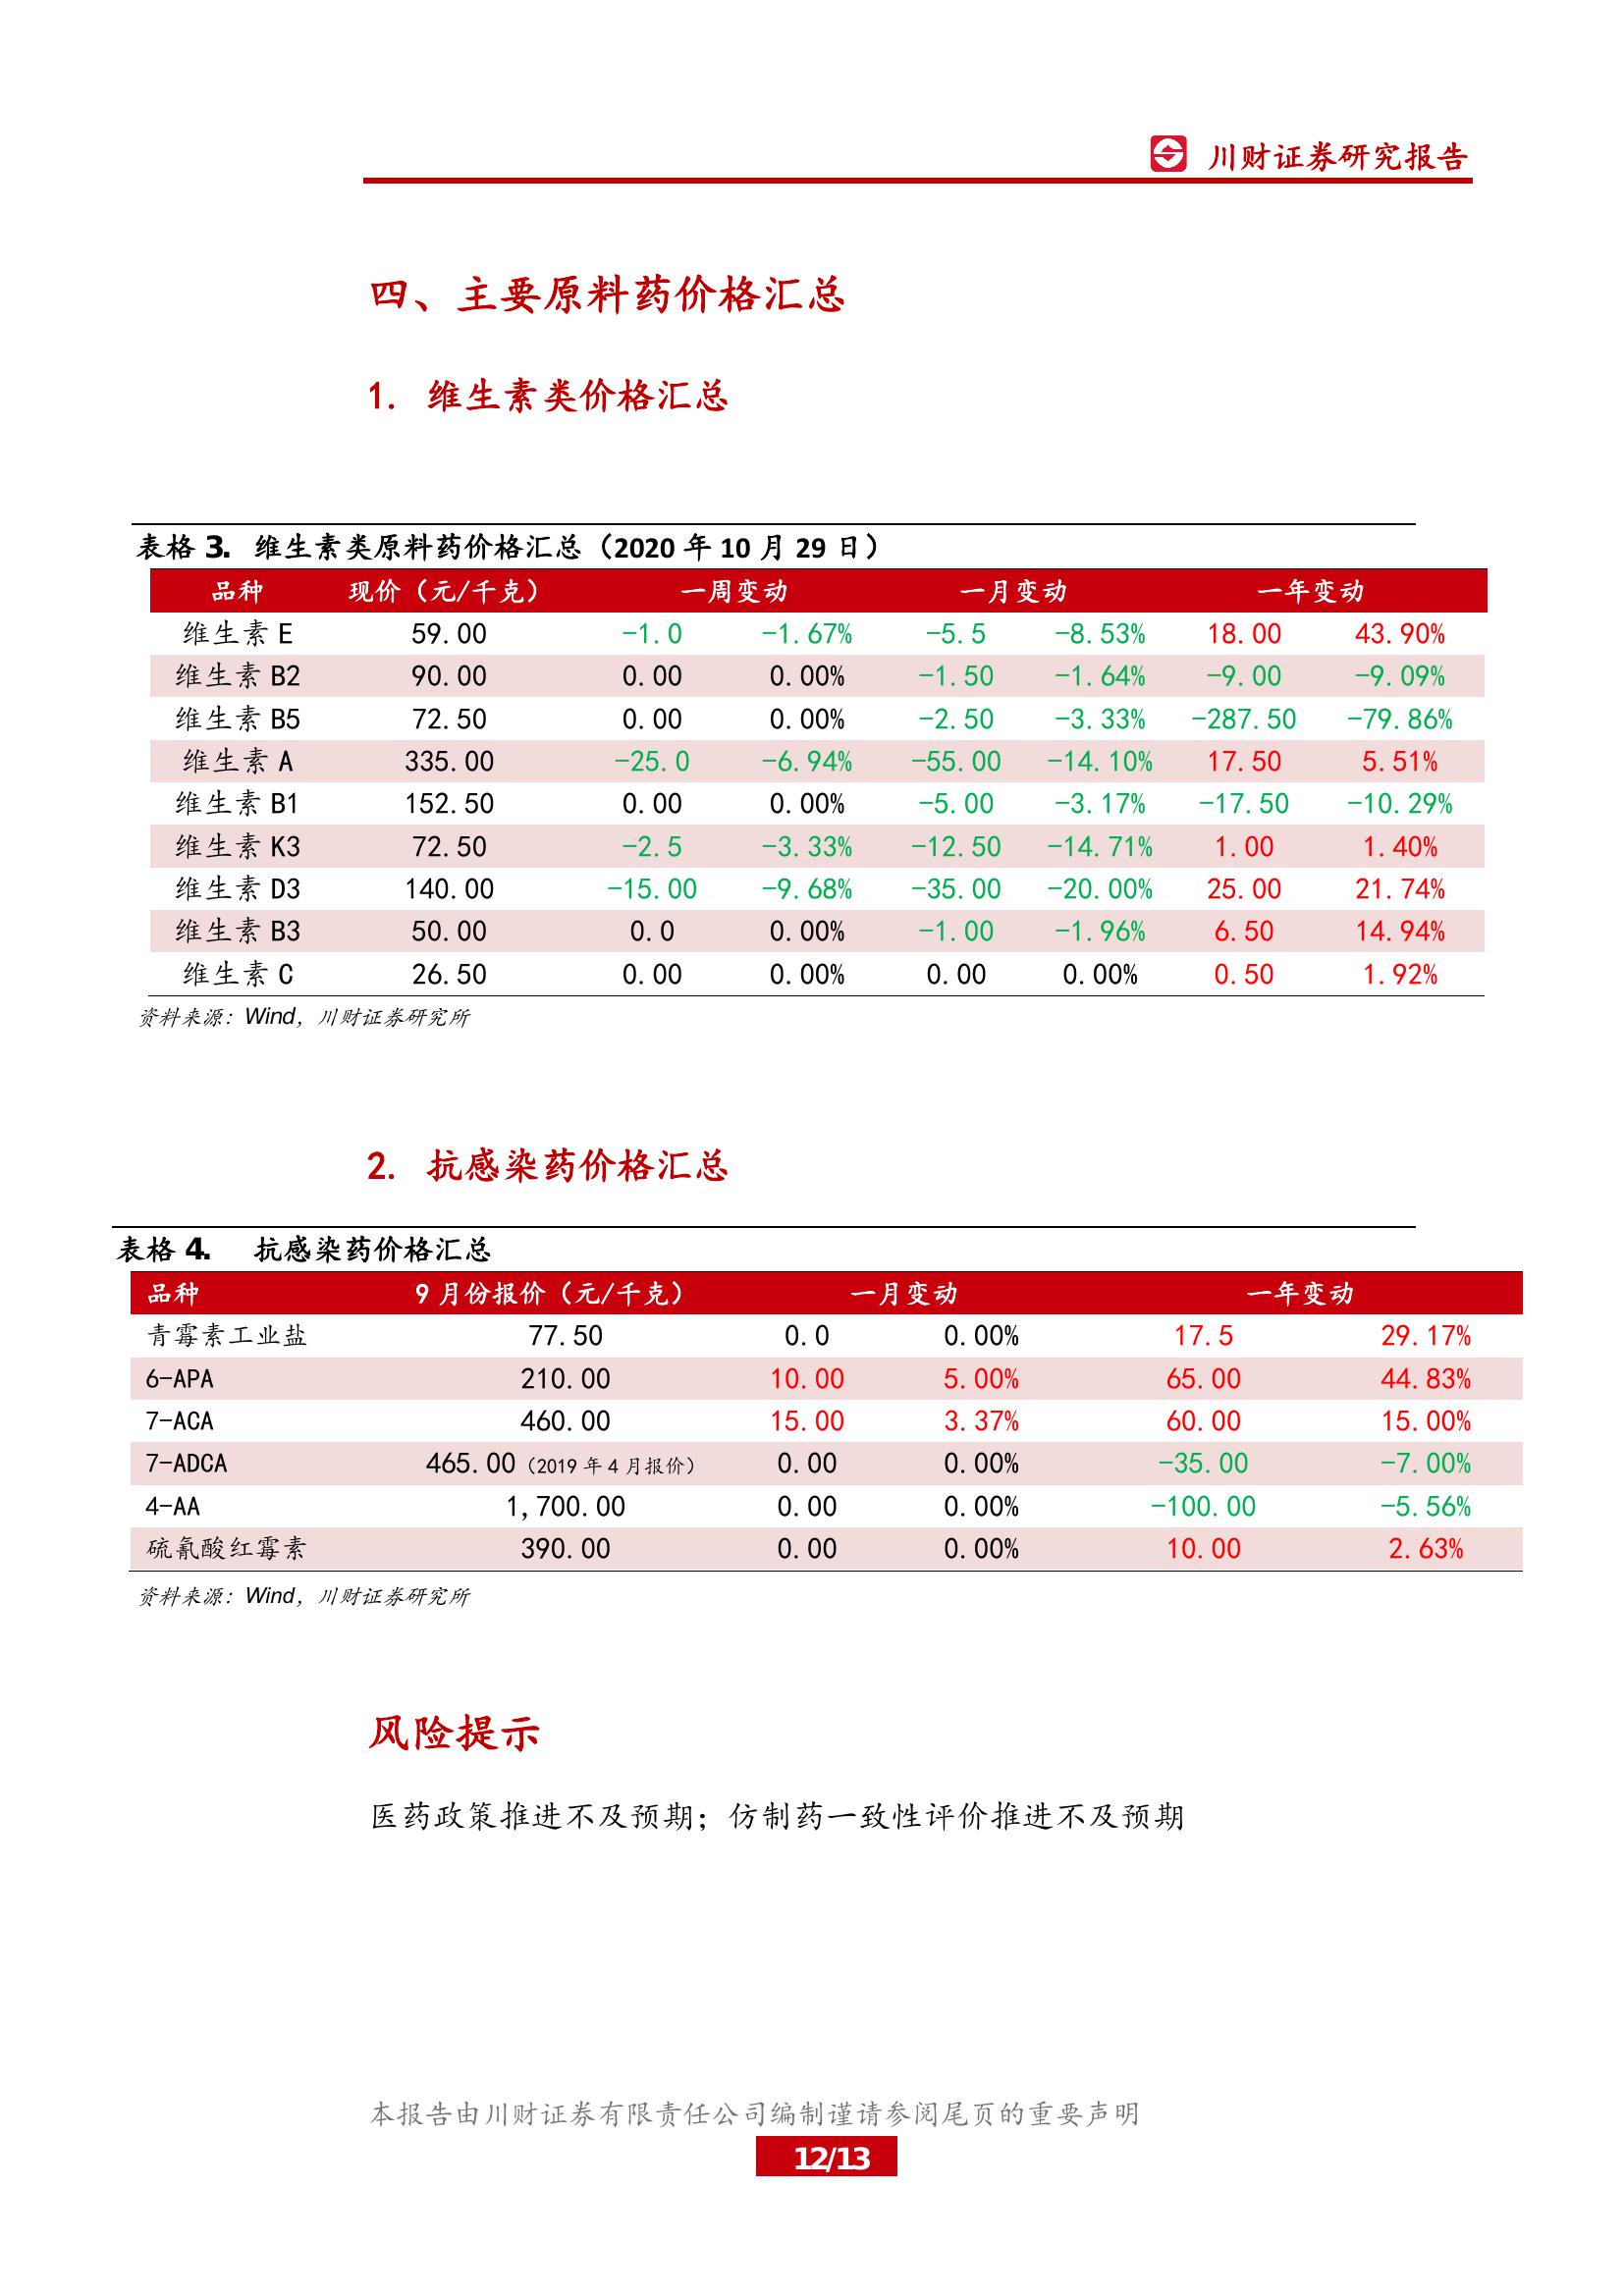 川财证券研究报告
四、主要原料药价格汇总
1. 维生素类价格汇总
表格 3. 维生素类原料药价格汇总（2020 年 10 月 29 日）
品种 现价（元/千克） 一周变动 一月变动 一年变动
维生素 E 59.00 -1.0 -1.67% -5.5 -8.53% 18.00 43.90%
维生素 B2 90.00 0.00 0.00% -1.50 -1.64% -9.00 -9.09%
维生素 B5 72.50 0.00 0.00% -2.50 -3.33% -287.50 -79.86%
维生素 A 335.00 -25.0 -6.94% -55.00 -14.10% 17.50 5.51%
维生素 B1 152.50 0.00 0.00% -5.00 -3.17% -17.50 -10.29%
维生素 K3 72.50 -2.5 -3.33% -12.50 -14.71% 1.00 1.40%
维生素 D3 140.00 -15.00 -9.68% -35.00 -20.00% 25.00 21.74%
维生素 B3 50.00 0.0 0.00% -1.00 -1.96% 6.50 14.94%
维生素 C 26.50 0.00 0.00% 0.00 0.00% 0.50 1.92%
资料来源：Wind，川财证券研究所
2. 抗感染药价格汇总
表格 4. 抗感染药价格汇总
品种 9 月份报价（元/千克） 一月变动 一年变动
青霉素工业盐 77.50 0.0 0.00% 17.5 29.17%
6-APA 210.00 10.00 5.00% 65.00 44.83%
7-ACA 460.00 15.00 3.37% 60.00 15.00%
7-ADCA 465.00（2019 年 4 月报价） 0.00 0.00% -35.00 -7.00%
4-AA 1,700.00 0.00 0.00% -100.00 -5.56%
硫氰酸红霉素 390.00 0.00 0.00% 10.00 2.63%
资料来源：Wind，川财证券研究所
风险提示
医药政策推进不及预期；仿制药一致性评价推进不及预期
本报告由川财证券有限责任公司编制谨请参阅尾页的重要声明
12/13